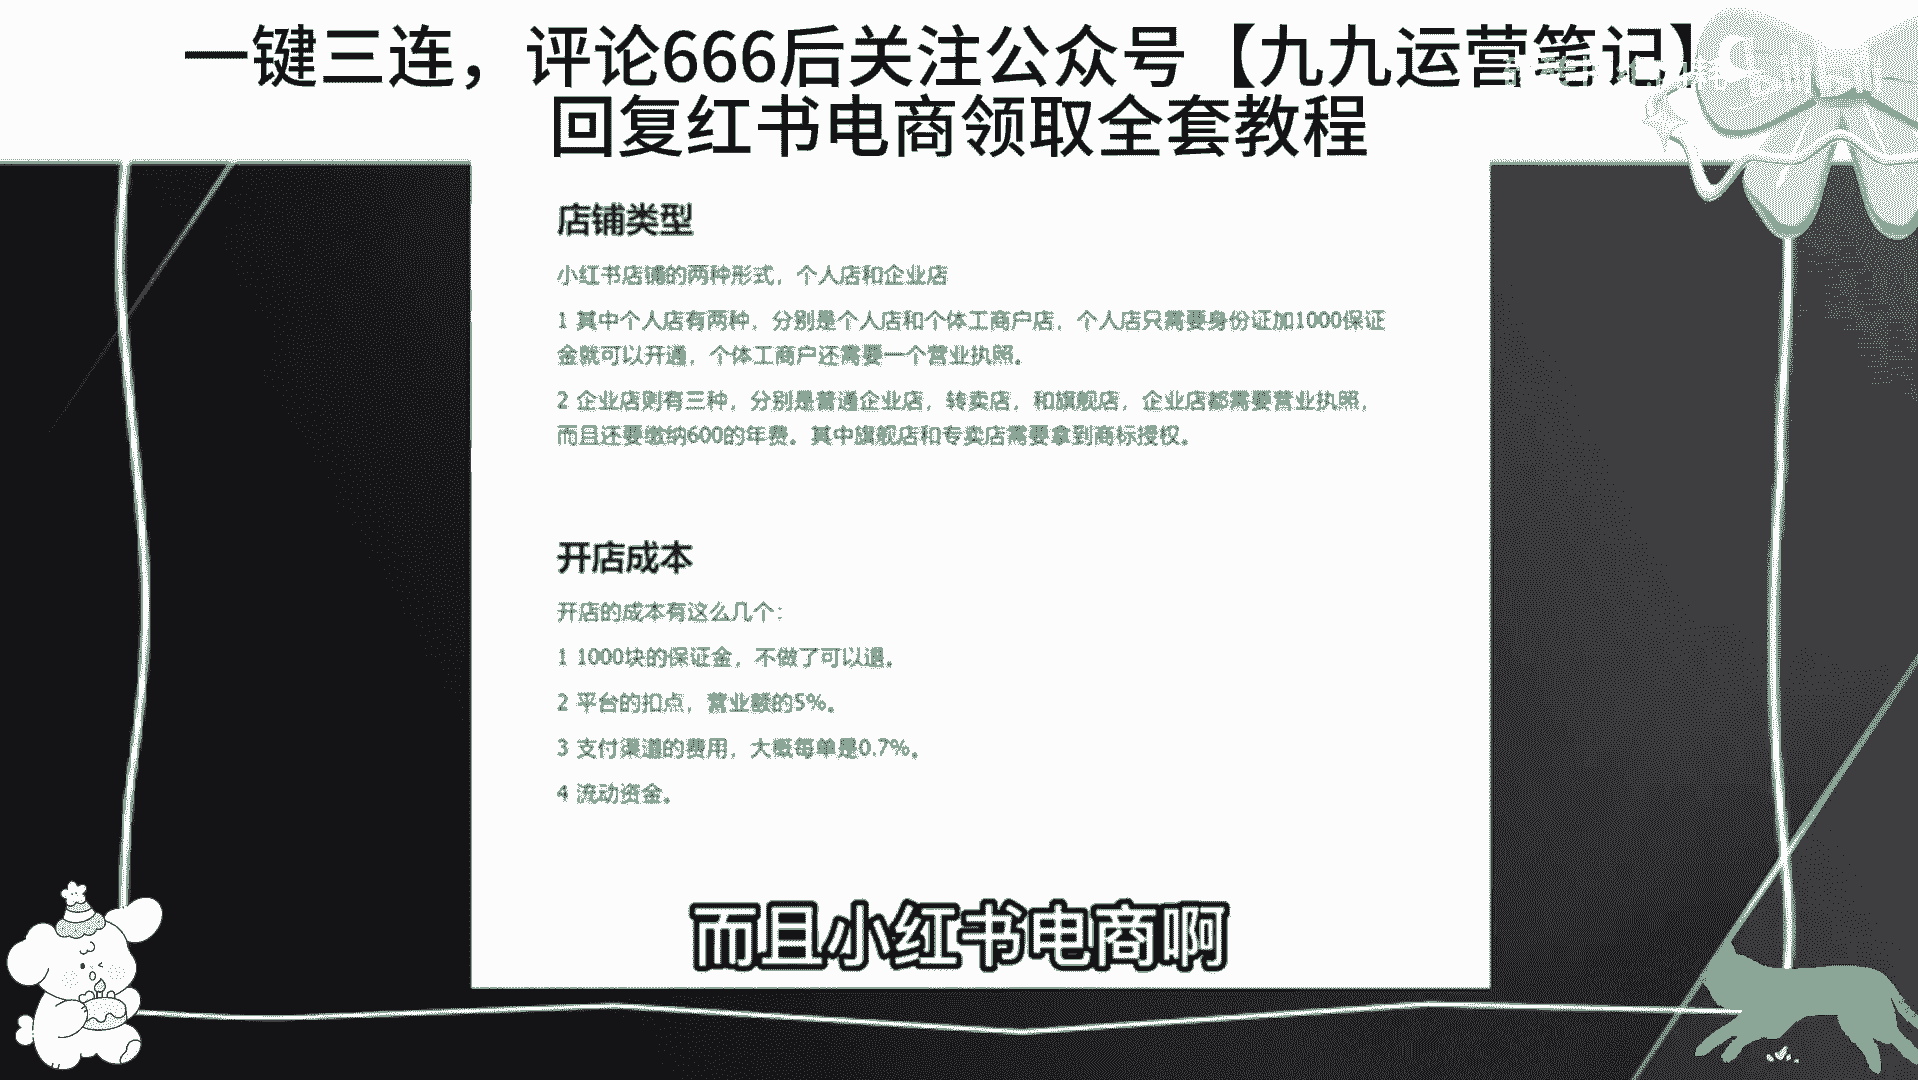 一键三连，评论666后关注公众号【九九运营笔记】
回复红书电商领取全套教程
店铺类型
小红书店铺的两种形式，个人店和企业店
1 其中个人店有两种，分别是个人店和个体工商户店，个人店只需要身份证加1000保证
金就可以开通，个体工商户还需要一个营业执照。
2 企业店则有三种，分别是普通企业店，转卖店，和旗舰店，企业店都需要营业执照，
而且还要缴纳600的年费。其中旗舰店和专卖店需要拿到商标授权。
开店成本
开店的成本有这么几个：
1 1000块的保证金，不做了可以退。
2 平台的扣点，营业额的5%。
3 支付渠道的费用，大概每单是0.7%。
4 流动资金。
而且小红书电商啊